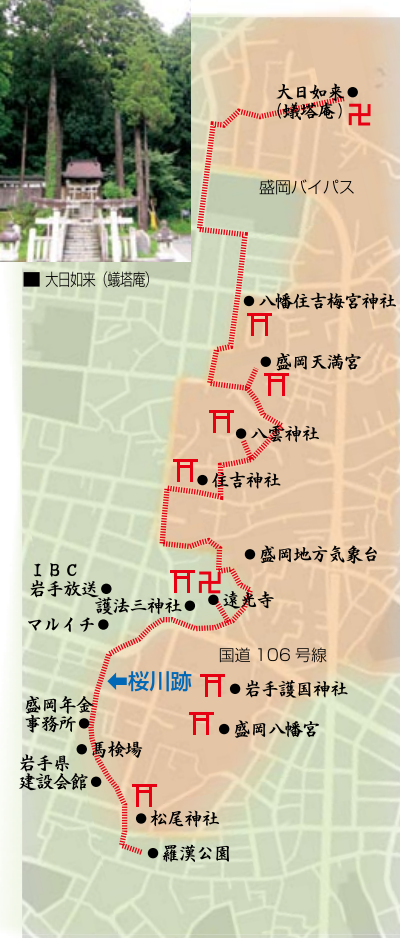 大日如来
（蟻塔庵）
卍
盛岡バイパス
■ 大日如来（蟻塔庵）
八幡住吉梅宮神社
盛岡天満宮
八雲神社
住吉神社
盛岡地方気象台
ＩＢＣ
岩手放送
卍
護法三神社
遠光寺
マルイチ
国道 106 号線
←桜川跡
岩手護国神社
盛岡年金
事務所
盛岡八幡宮
馬検場
岩手県
建設会館
松尾神社
羅漢公園